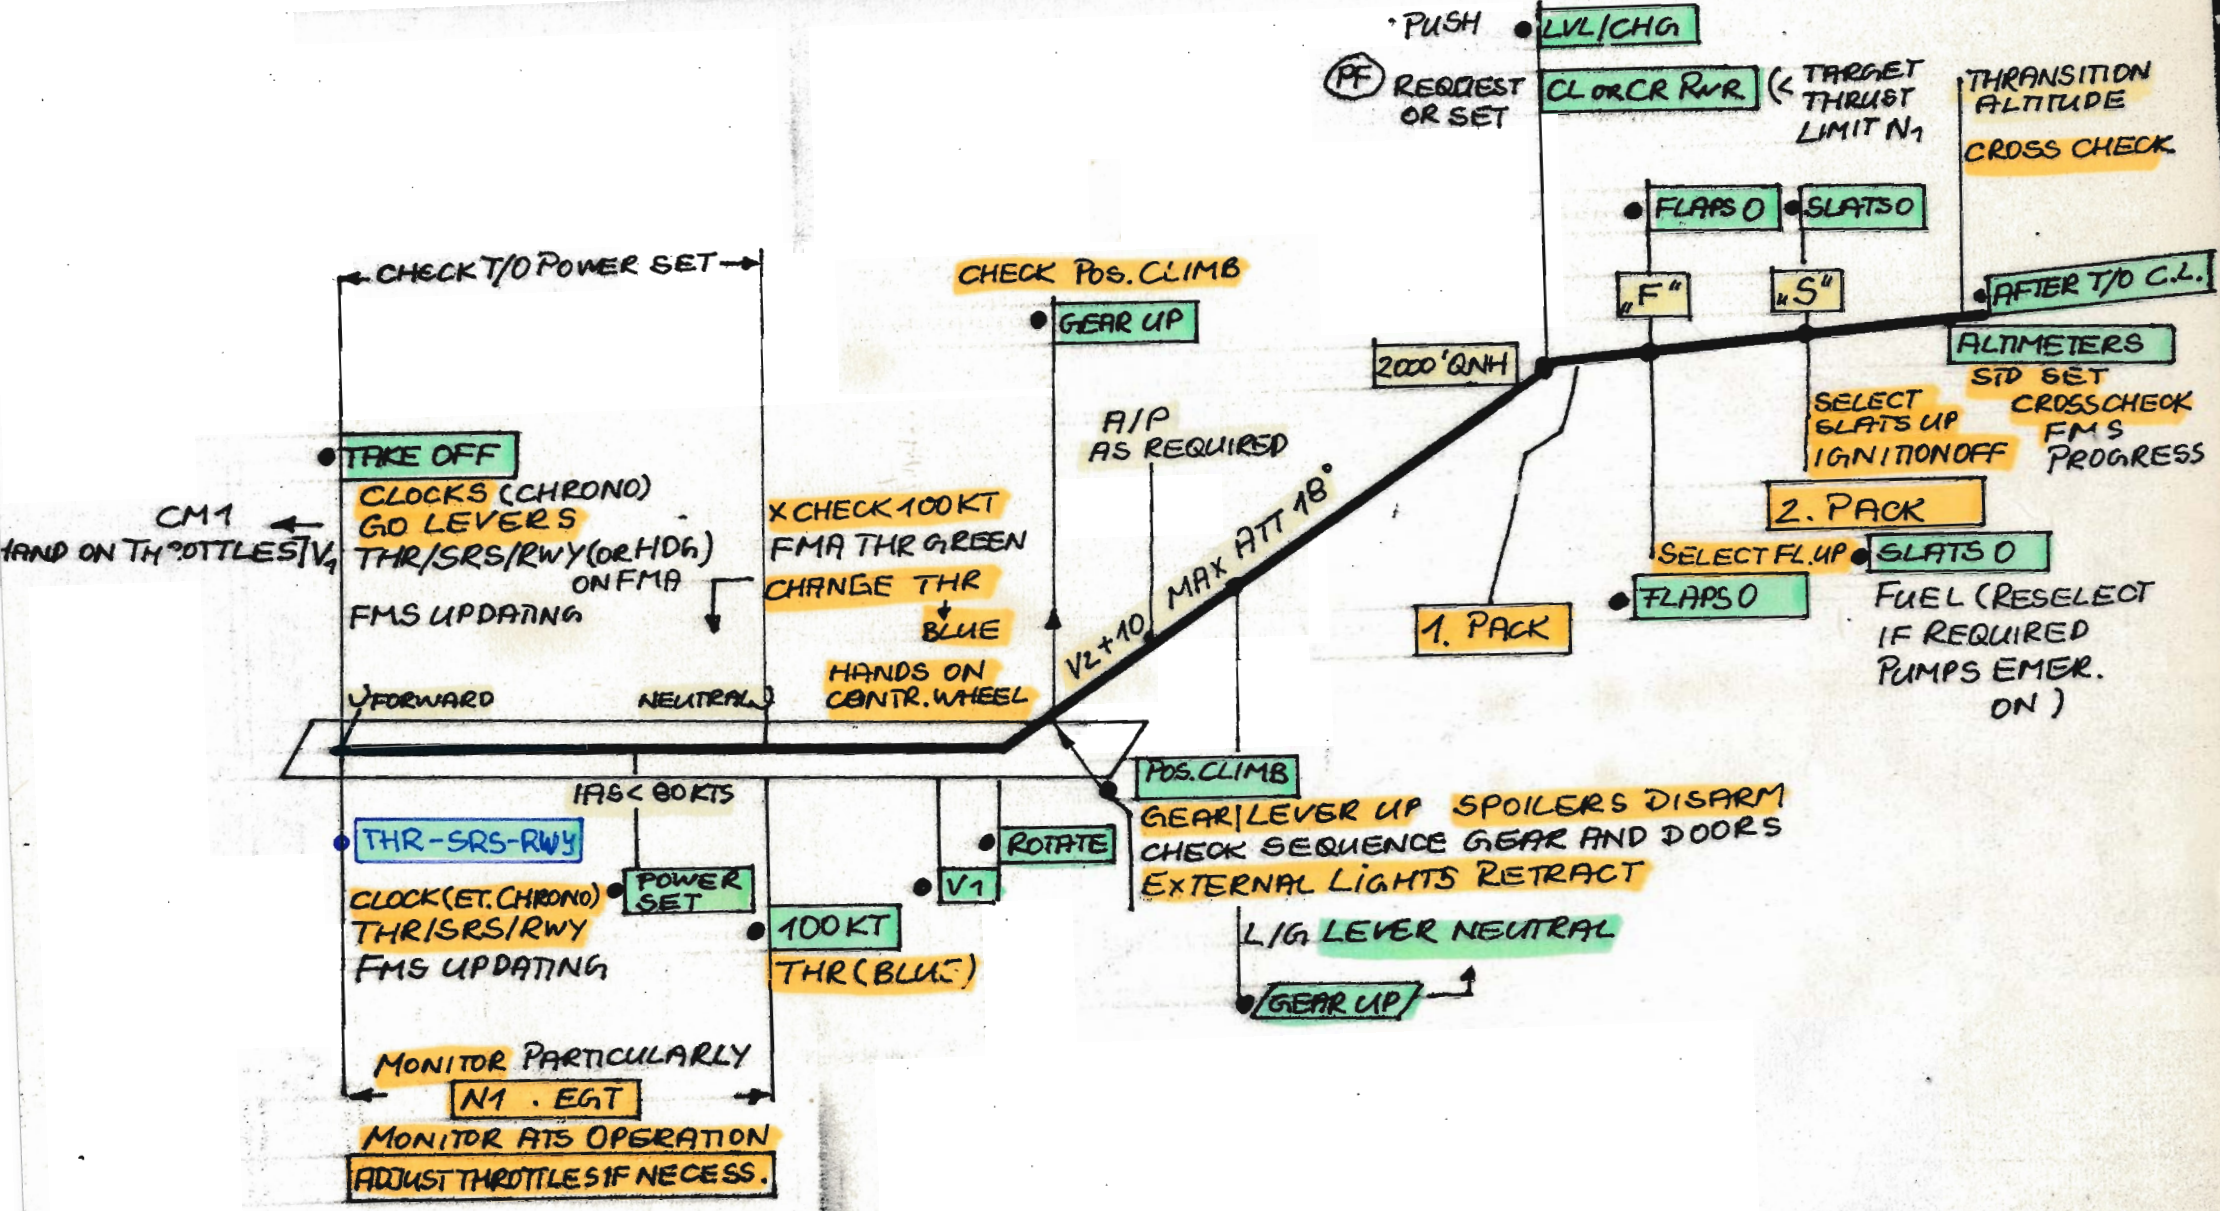 ·PUSH
LVL/CHG
PF
REQUEST
OR SET
CL OR CR PWR
(< TARGET
THRUST
LIMIT N1
THRANSITION
ALTITUDE
CROSS CHECK
FLAPS 0
SLATS 0
„F“
„S“
AFTER T/O C.L.
ALTIMETERS
STD SET
CROSSCHECK
FMS
PROGRESS
2000'QNH
SELECT
SLATS UP
IGNITION OFF
2. PACK
SELECT FL.UP
SLATS 0
FLAPS 0
FUEL (RESELECT
IF REQUIRED
PUMPS EMER.
ON)
1. PACK
CHECK T/O POWER SET
CHECK POS. CLIMB
GEAR UP
A/P
AS REQUIRED
TAKE OFF
CLOCKS (CHRONO)
GO LEVERS
THR/SRS/RWY (OR HDG)
ON FMA
FMS UPDATING
CM1
HAND ON THROTTLES/V1
X CHECK 100 KT
FMA THR GREEN
CHANGE THR
BLUE
HANDS ON
CONTR. WHEEL
V2+10
MAX ATT 18°
FORWARD
NEUTRAL
IAS< 80 KTS
THR-SRS-RWY
CLOCK (ET. CHRONO)
THR/SRS/RWY
FMS UPDATING
POWER
SET
100 KT
THR (BLUE)
V1
ROTATE
POS. CLIMB
GEAR/LEVER UP SPOILERS DISARM
CHECK SEQUENCE GEAR AND DOORS
EXTERNAL LIGHTS RETRACT
L/G LEVER NEUTRAL
GEAR UP
MONITOR PARTICULARLY
N1 . EGT
MONITOR ATS OPERATION
ADJUST THROTTLES IF NECESS.